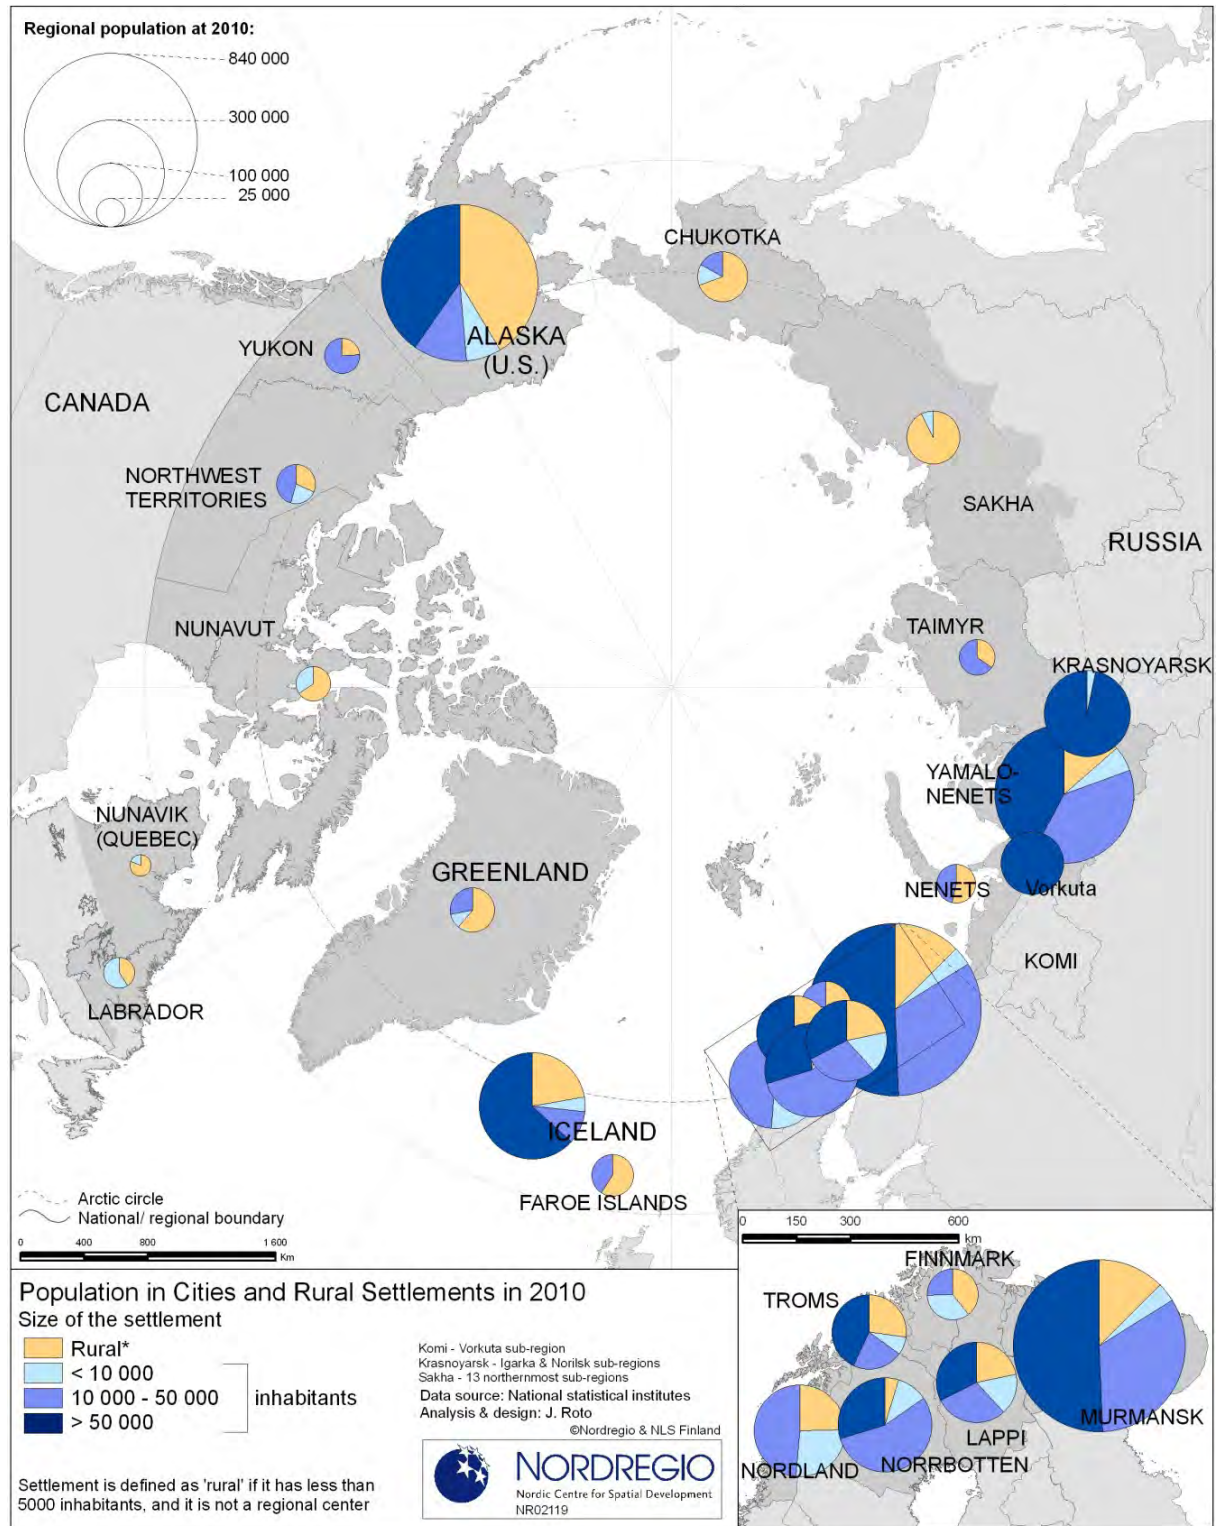 Regional population at 2010:
840 000
300 000
100 000
25 000
CHUKOTKA
ALASKA
(U.S.)
YUKON
CANADA
NORTHWEST
TERRITORIES
SAKHA
RUSSIA
NUNAVUT
TAIMYR
KRASNOYARSK
YAMALO-
NENETS
NUNAVIK
(QUEBEC)
GREENLAND
NENETS
Vorkuta
KOMI
LABRADOR
ICELAND
FAROE ISLANDS
Arctic circle
National/ regional boundary
0 400 800 1 600
Km
0 150 300 600
km
FINNMARK
TROMS
MURMANSK
LAPPI
NORDLAND
NORRBOTTEN
Population in Cities and Rural Settlements in 2010
Size of the settlement
Rural*
< 10 000
10 000 - 50 000
inhabitants
> 50 000
Settlement is defined as 'rural' if it has less than
5000 inhabitants, and it is not a regional center
Komi - Vorkuta sub-region
Krasnoyarsk - Igarka & Norilsk sub-regions
Sakha - 13 northernmost sub-regions
Data source: National statistical institutes
Analysis & design: J. Roto
©Nordregio & NLS Finland
NORDREGIO
Nordic Centre for Spatial Development
NR02119